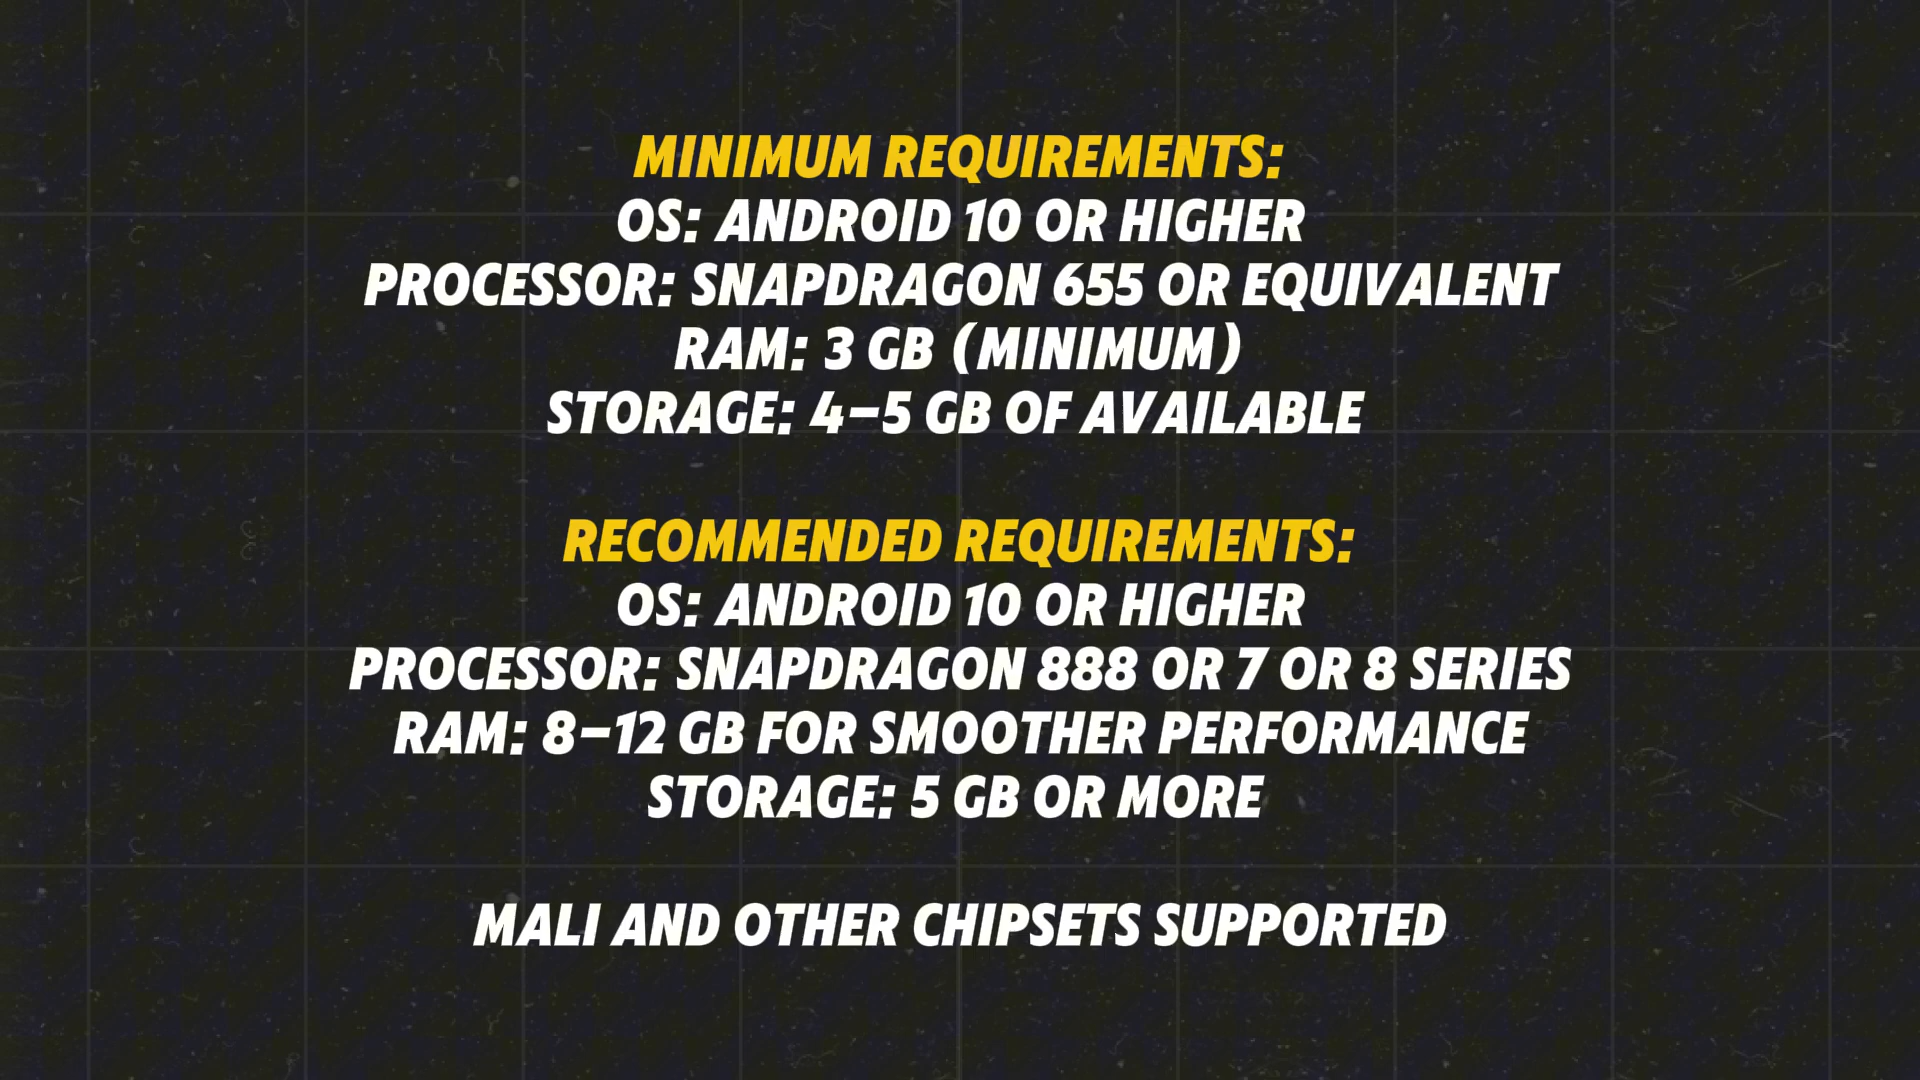 MINIMUM REQUIREMENTS:
OS: ANDROID 10 OR HIGHER
PROCESSOR: SNAPDRAGON 655 OR EQUIVALENT
RAM: 3 GB (MINIMUM)
STORAGE: 4–5 GB OF AVAILABLE
RECOMMENDED REQUIREMENTS:
OS: ANDROID 10 OR HIGHER
PROCESSOR: SNAPDRAGON 888 OR 7 OR 8 SERIES
RAM: 8–12 GB FOR SMOOTHER PERFORMANCE
STORAGE: 5 GB OR MORE
MALI AND OTHER CHIPSETS SUPPORTED